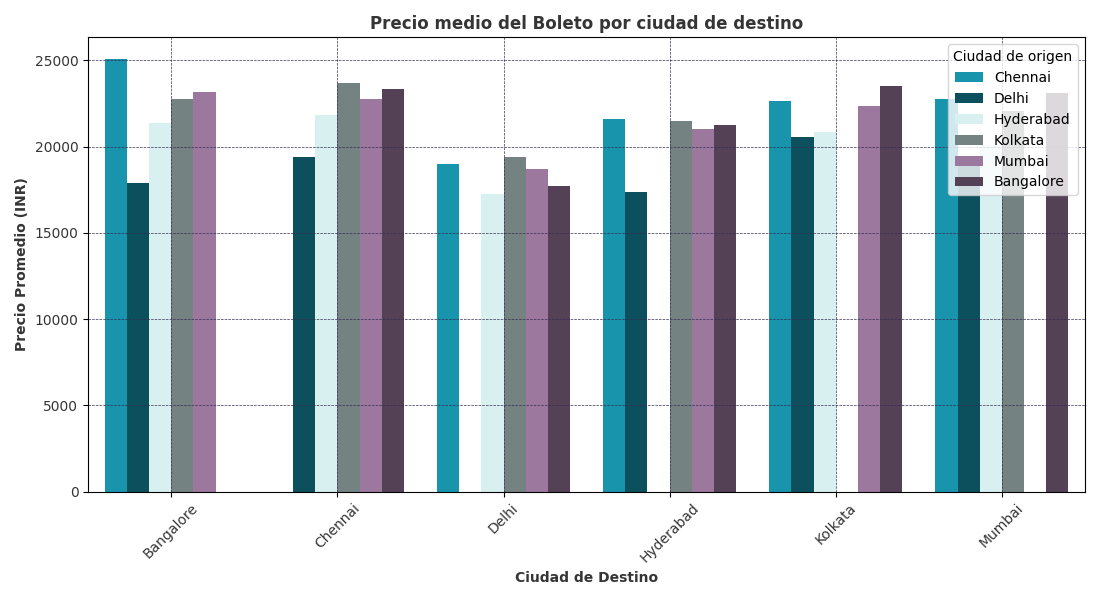 Precio medio del Boleto por ciudad de destino
Precio Promedio (INR)
25000
20000
15000
10000
5000
0
Ciudad de origen
Chennai
Delhi
Hyderabad
Kolkata
Mumbai
Bangalore
Bangalore
Chennai
Delhi
Hyderabad
Kolkata
Mumbai
Ciudad de Destino